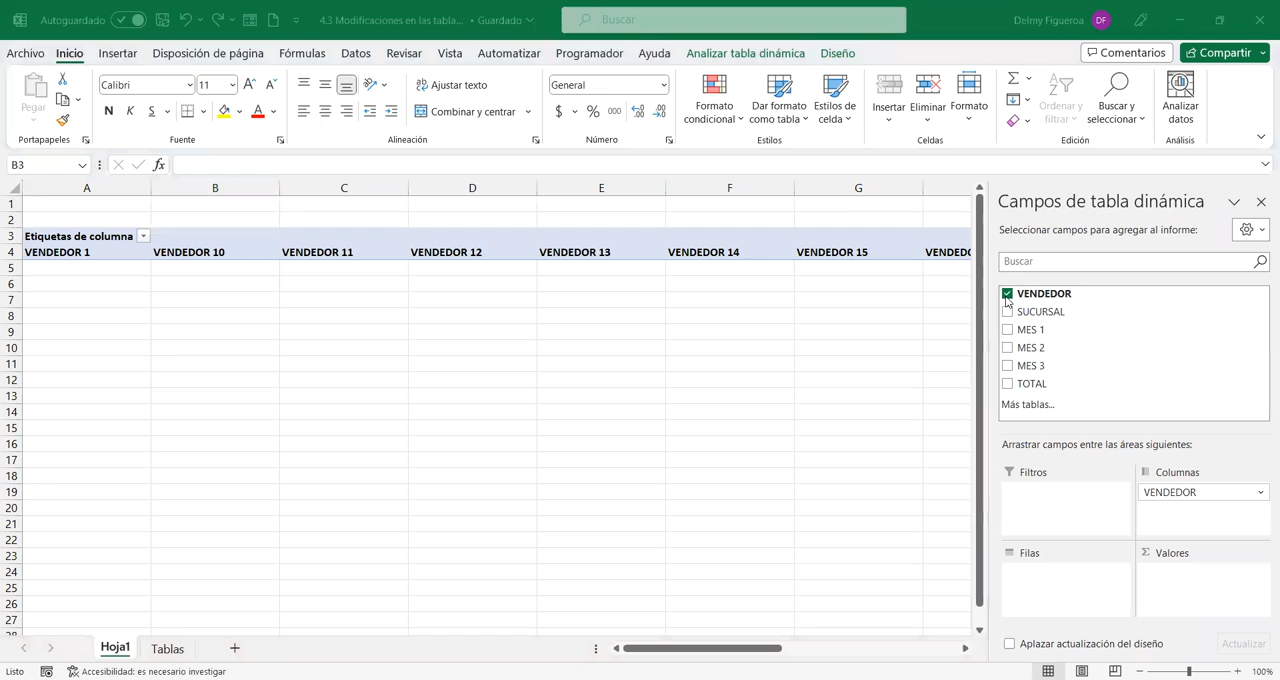 Autoguardado
4.3 Modificaciones en las tabla... • Guardado
Buscar
Delmy Figueroa
DF
Archivo Inicio Insertar Disposición de página Fórmulas Datos Revisar Vista Automatizar Programador Ayuda Analizar tabla dinámica Diseño
Comentarios
Compartir
Pegar
Portapapeles
Calibri 11
N K S
Fuente
Ajustar texto
Combinar y centrar
Alineación
General
$ % 000
Número
Formato condicional
Dar formato como tabla
Estilos de celda
Estilos
Insertar
Eliminar
Formato
Celdas
Ordenar y filtrar
Buscar y seleccionar
Edición
Analizar datos
Análisis
B3
fx
A B C D E F G
1
2
3 Etiquetas de columna
4 VENDEDOR 1 VENDEDOR 10 VENDEDOR 11 VENDEDOR 12 VENDEDOR 13 VENDEDOR 14 VENDEDOR 15
5
6
7
8
9
10
11
12
13
14
15
16
17
18
19
20
21
22
23
24
25
26
27
28
Campos de tabla dinámica
Seleccionar campos para agregar al informe:
Buscar
VENDEDOR
SUCURSAL
MES 1
MES 2
MES 3
TOTAL
Más tablas...
Arrastrar campos entre las áreas siguientes:
Filtros
Columnas
VENDEDOR
Filas
Valores
Aplazar actualización del diseño
Actualizar
Hoja1 Tablas
Listo
Accesibilidad: es necesario investigar
100%